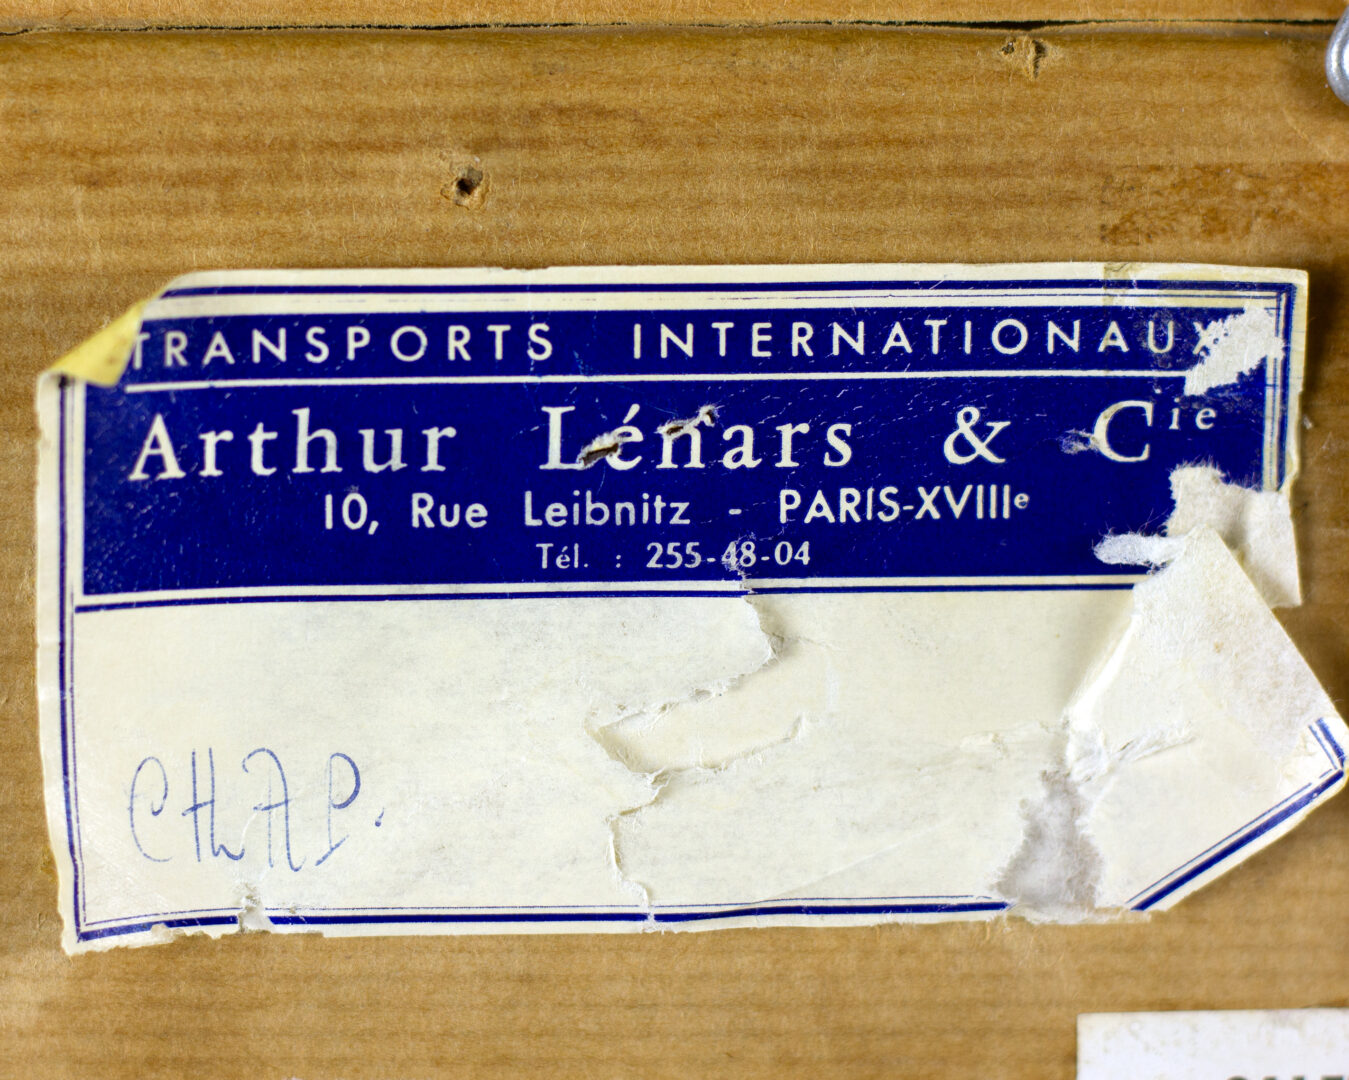 TRANSPORTS INTERNATIONAUX
Arthur Lénars & Cie
10, Rue Leibnitz - PARIS-XVIIIe
Tél. : 255-48-04
CHAP.